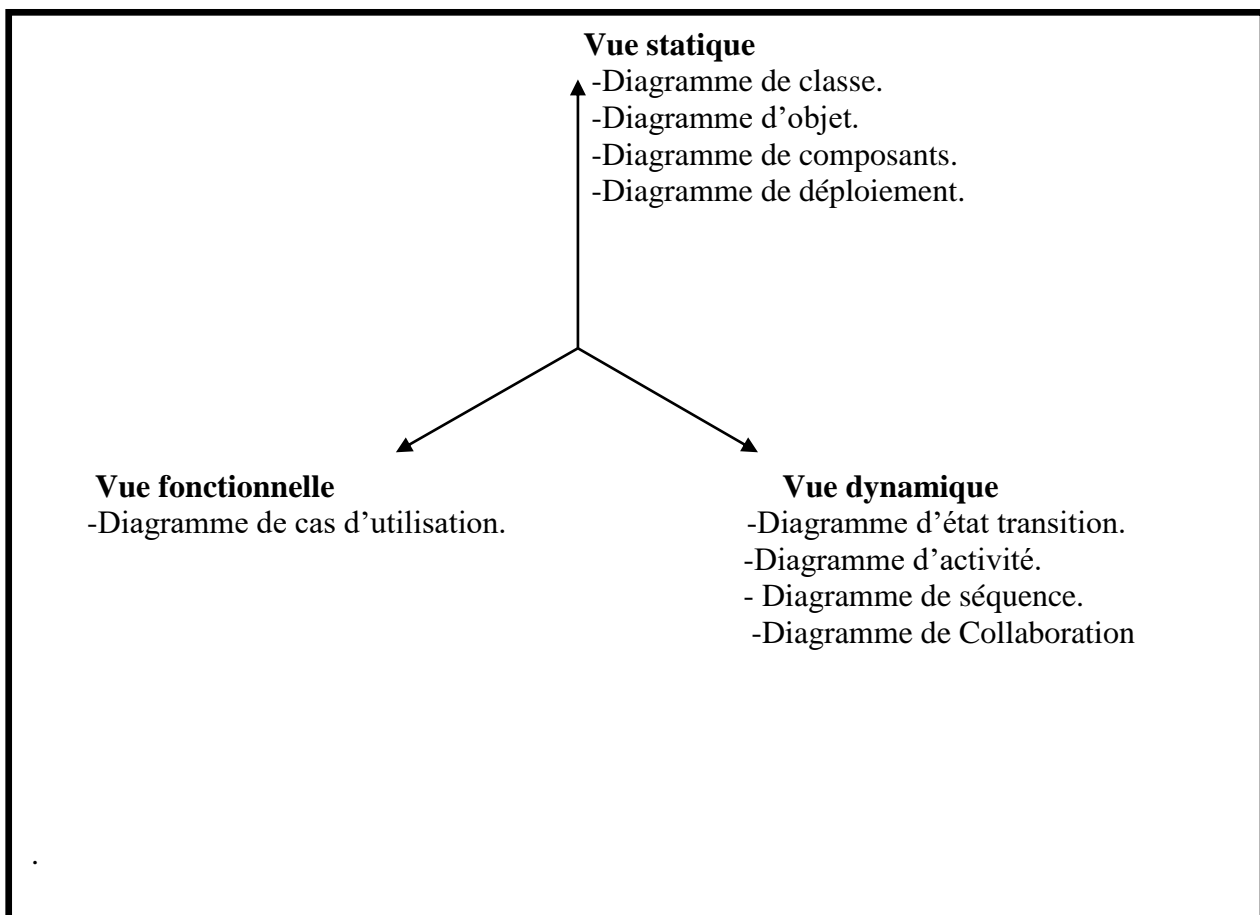 Vue statique
-Diagramme de classe.
-Diagramme d’objet.
-Diagramme de composants.
-Diagramme de déploiement.
Vue fonctionnelle
-Diagramme de cas d’utilisation.
Vue dynamique
-Diagramme d’état transition.
-Diagramme d’activité.
- Diagramme de séquence.
-Diagramme de Collaboration
.